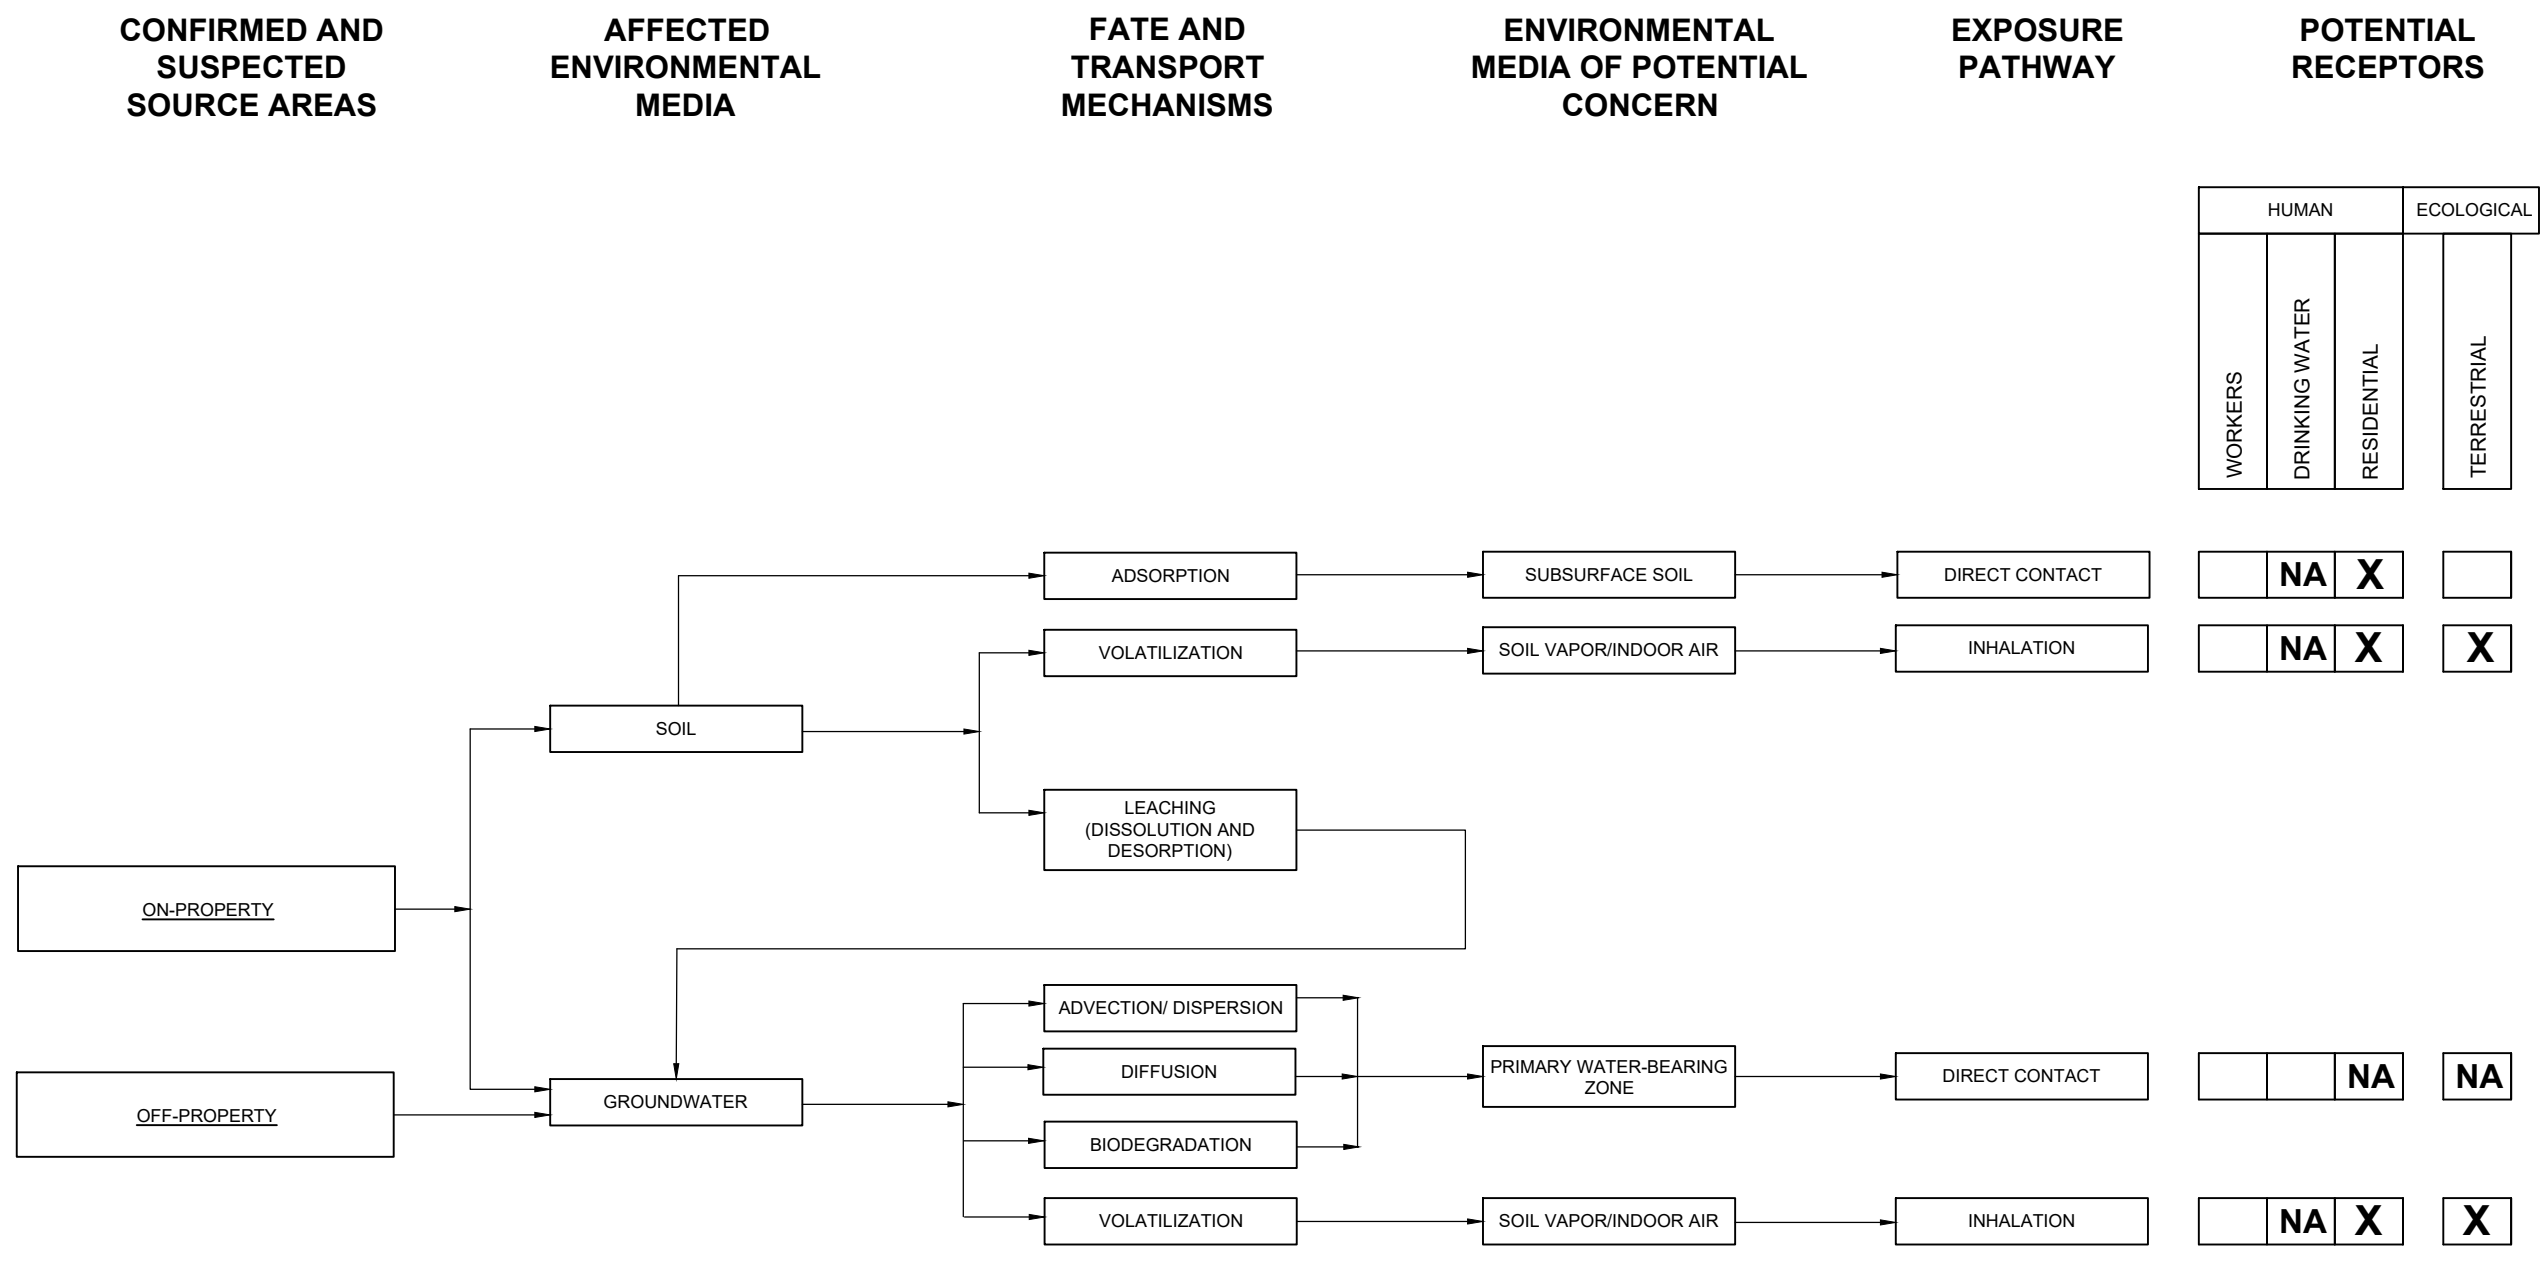 CONFIRMED AND
SUSPECTED
SOURCE AREAS
AFFECTED
ENVIRONMENTAL
MEDIA
FATE AND
TRANSPORT
MECHANISMS
ENVIRONMENTAL
MEDIA OF POTENTIAL
CONCERN
EXPOSURE
PATHWAY
POTENTIAL
RECEPTORS
HUMAN
ECOLOGICAL
WORKERS
DRINKING WATER
RESIDENTIAL
TERRESTRIAL
ADSORPTION
SUBSURFACE SOIL
DIRECT CONTACT
NA
X
VOLATILIZATION
SOIL VAPOR/INDOOR AIR
INHALATION
NA
X
X
SOIL
LEACHING
(DISSOLUTION AND
DESORPTION)
ON-PROPERTY
ADVECTION/ DISPERSION
DIFFUSION
PRIMARY WATER-BEARING
ZONE
DIRECT CONTACT
NA
NA
GROUNDWATER
OFF-PROPERTY
BIODEGRADATION
VOLATILIZATION
SOIL VAPOR/INDOOR AIR
INHALATION
NA
X
X